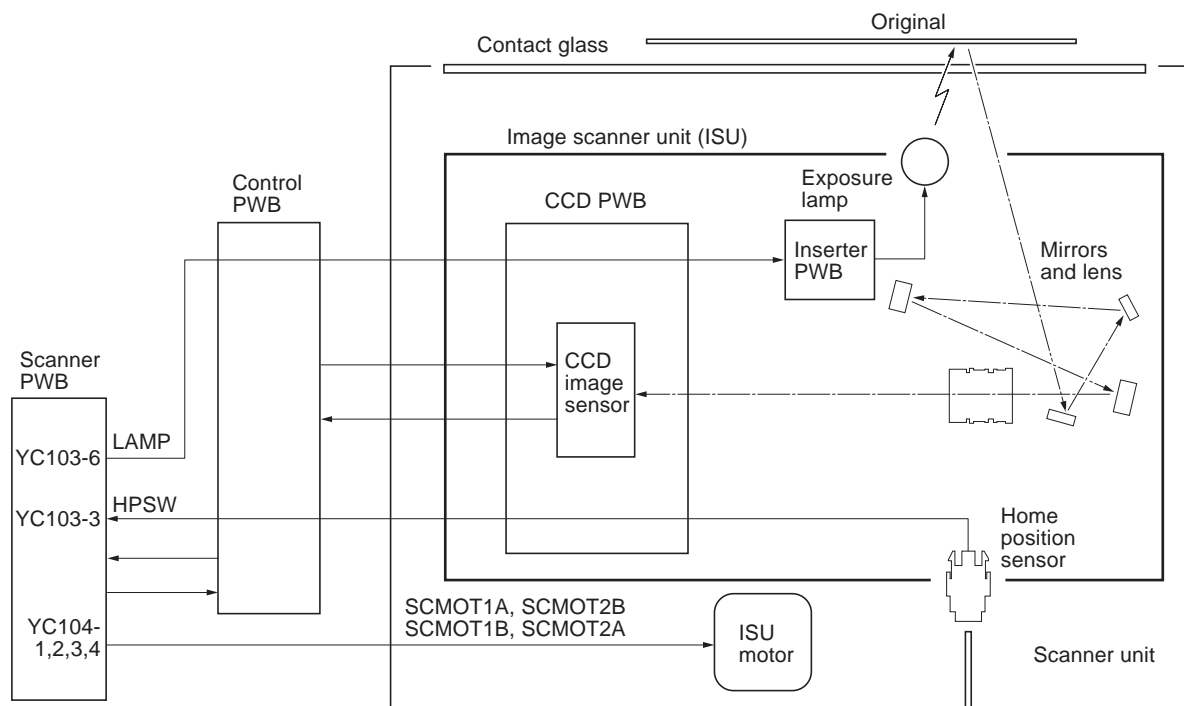 Original
Contact glass
Image scanner unit (ISU)
Control
PWB
CCD PWB
Exposure
lamp
Inserter
PWB
Mirrors
and lens
Scanner
PWB
CCD
image
sensor
LAMP
YC103-6
HPSW
YC103-3
Home
position
sensor
SCMOT1A, SCMOT2B
SCMOT1B, SCMOT2A
YC104-
1,2,3,4
ISU
motor
Scanner unit